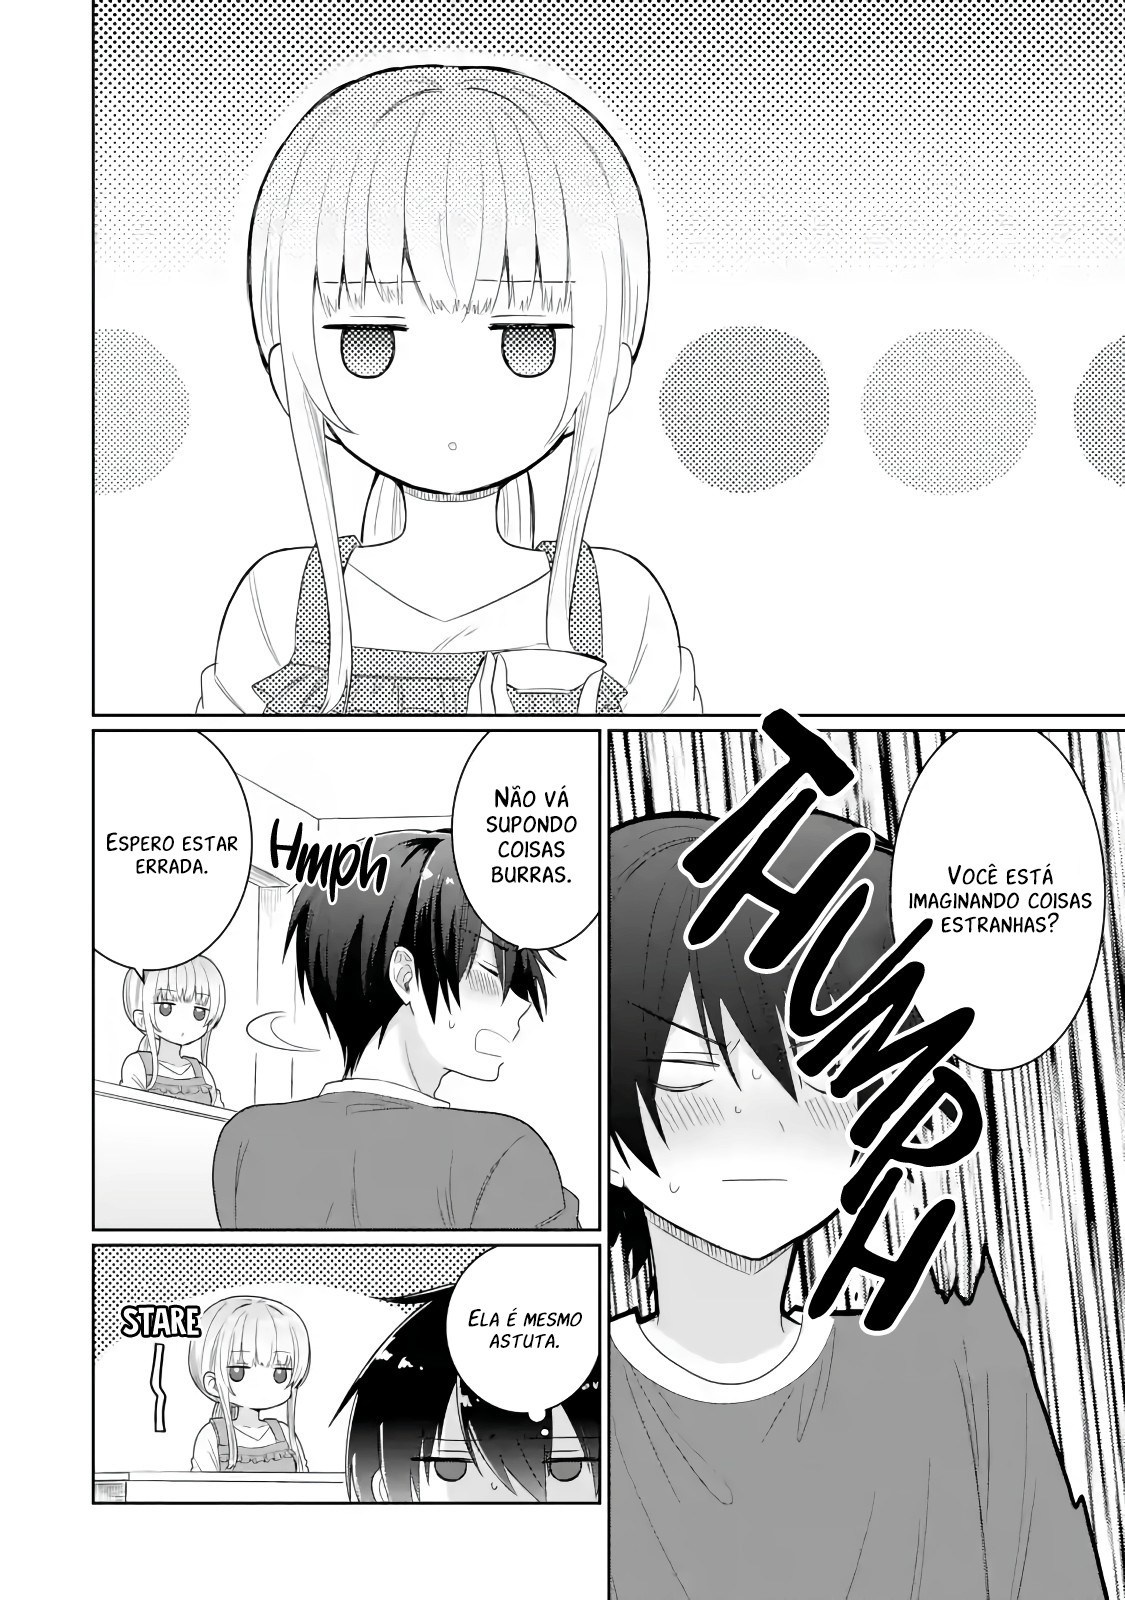 VOCÊ ESTÁ
IMAGINANDO COISAS
ESTRANHAS?
THUMPH
NÃO VÁ
SUPONDO
COISAS
BURRAS.
Hmph
ESPERO ESTAR
ERRADA.
ELA É MESMO
ASTUTA.
STARE